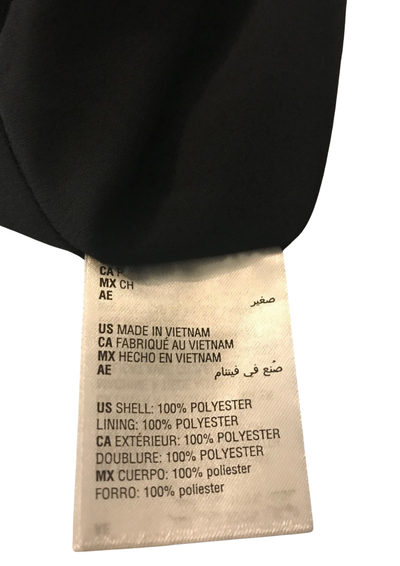 CA P
MX CH
AE صغير
US MADE IN VIETNAM
CA FABRIQUÉ AU VIETNAM
MX HECHO EN VIETNAM
AE صُنع في فيتنام
US SHELL: 100% POLYESTER
LINING: 100% POLYESTER
CA EXTÉRIEUR: 100% POLYESTER
DOUBLURE: 100% POLYESTER
MX CUERPO: 100% poliester
FORRO: 100% poliester